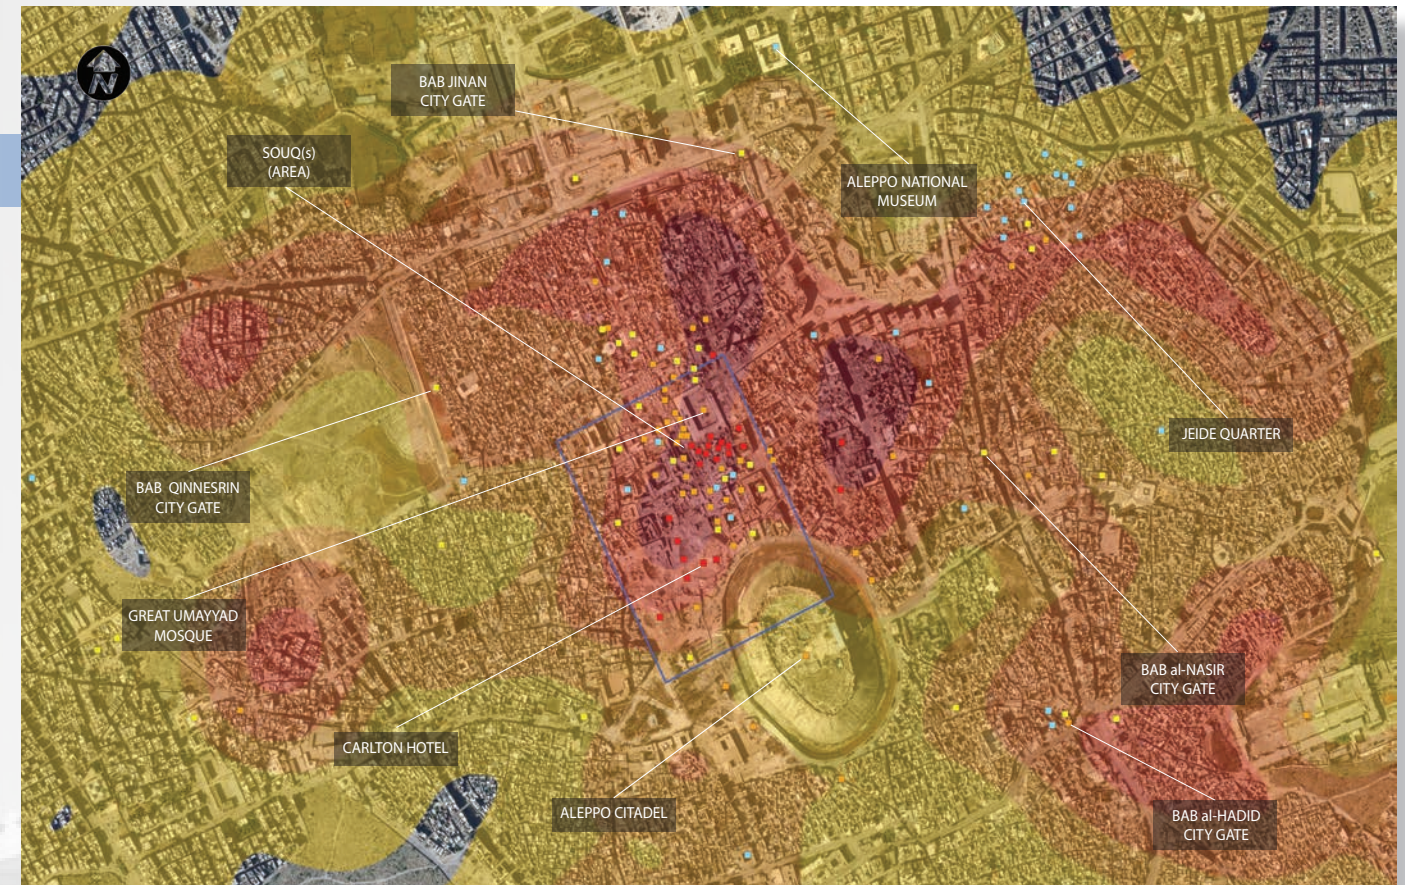 N
BAB JINAN
CITY GATE
SOUQ(s)
(AREA)
ALEPPO NATIONAL
MUSEUM
JEIDE QUARTER
BAB QINNESRIN
CITY GATE
GREAT UMAYYAD
MOSQUE
BAB al-NASIR
CITY GATE
CARLTON HOTEL
ALEPPO CITADEL
BAB al-HADID
CITY GATE